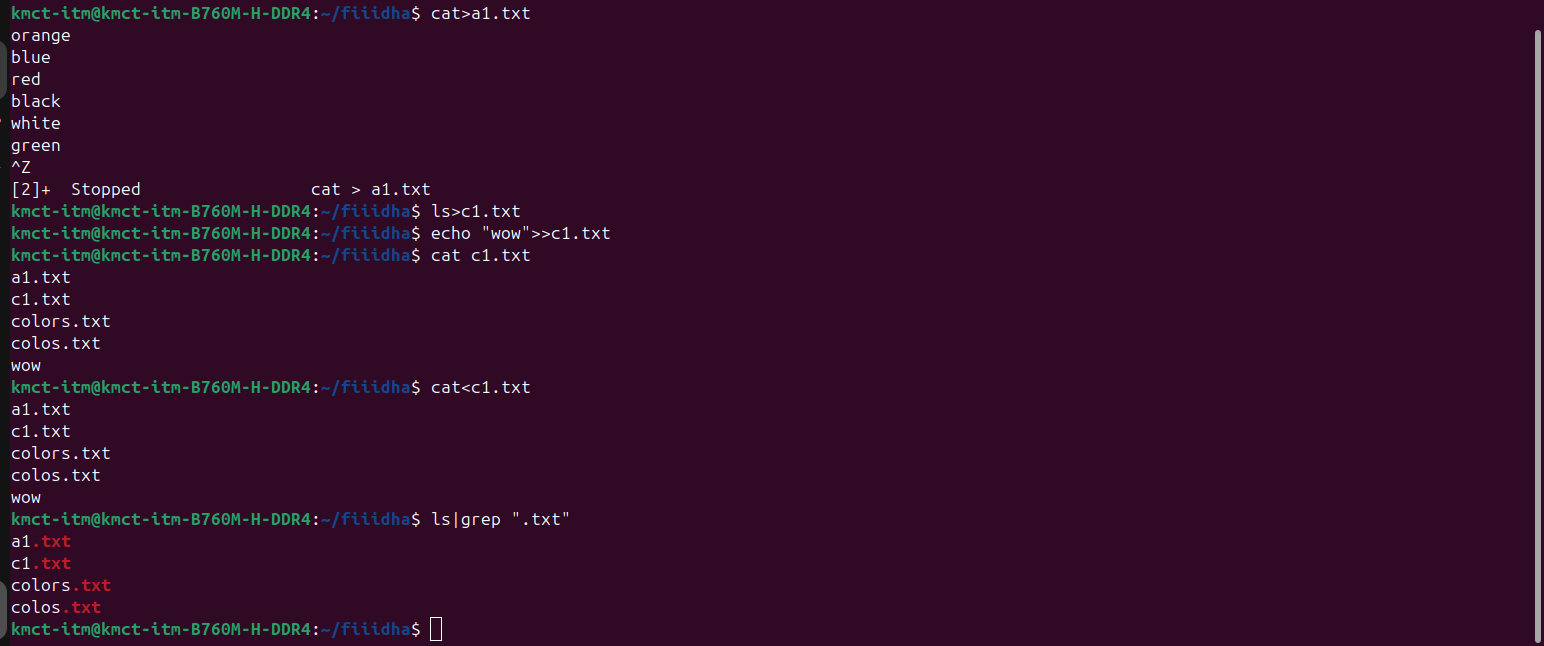 kmct-itm@kmct-itm-B760M-H-DDR4:~/fiiidha$ cat>a1.txt
orange
blue
red
black
white
green
^Z
[2]+  Stopped                 cat > a1.txt
kmct-itm@kmct-itm-B760M-H-DDR4:~/fiiidha$ ls>c1.txt
kmct-itm@kmct-itm-B760M-H-DDR4:~/fiiidha$ echo "wow">>c1.txt
kmct-itm@kmct-itm-B760M-H-DDR4:~/fiiidha$ cat c1.txt
a1.txt
c1.txt
colors.txt
colos.txt
wow
kmct-itm@kmct-itm-B760M-H-DDR4:~/fiiidha$ cat<c1.txt
a1.txt
c1.txt
colors.txt
colos.txt
wow
kmct-itm@kmct-itm-B760M-H-DDR4:~/fiiidha$ ls|grep ".txt"
a1.txt
c1.txt
colors.txt
colos.txt
kmct-itm@kmct-itm-B760M-H-DDR4:~/fiiidha$